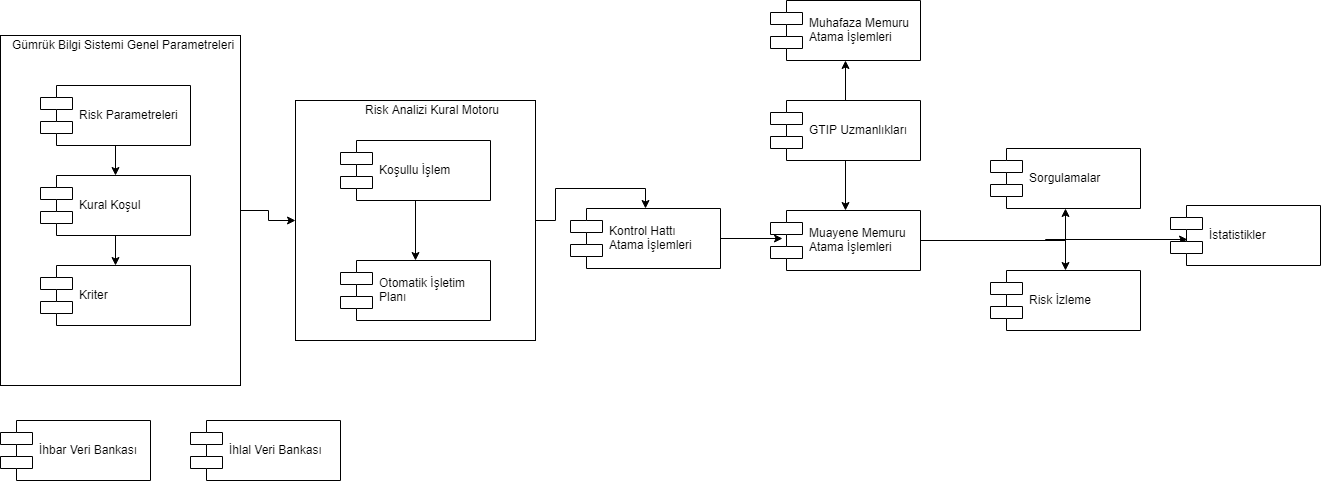 Gümrük Bilgi Sistemi Genel Parametreleri
Risk Parametreleri
Kural Koşul
Kriter
Risk Analizi Kural Motoru
Koşullu İşlem
Otomatik İşletim
Planı
Kontrol Hattı
Atama İşlemleri
Muhafaza Memuru
Atama İşlemleri
GTIP Uzmanlıkları
Muayene Memuru
Atama İşlemleri
Sorgulamalar
Risk İzleme
İstatistikler
İhbar Veri Bankası
İhlal Veri Bankası